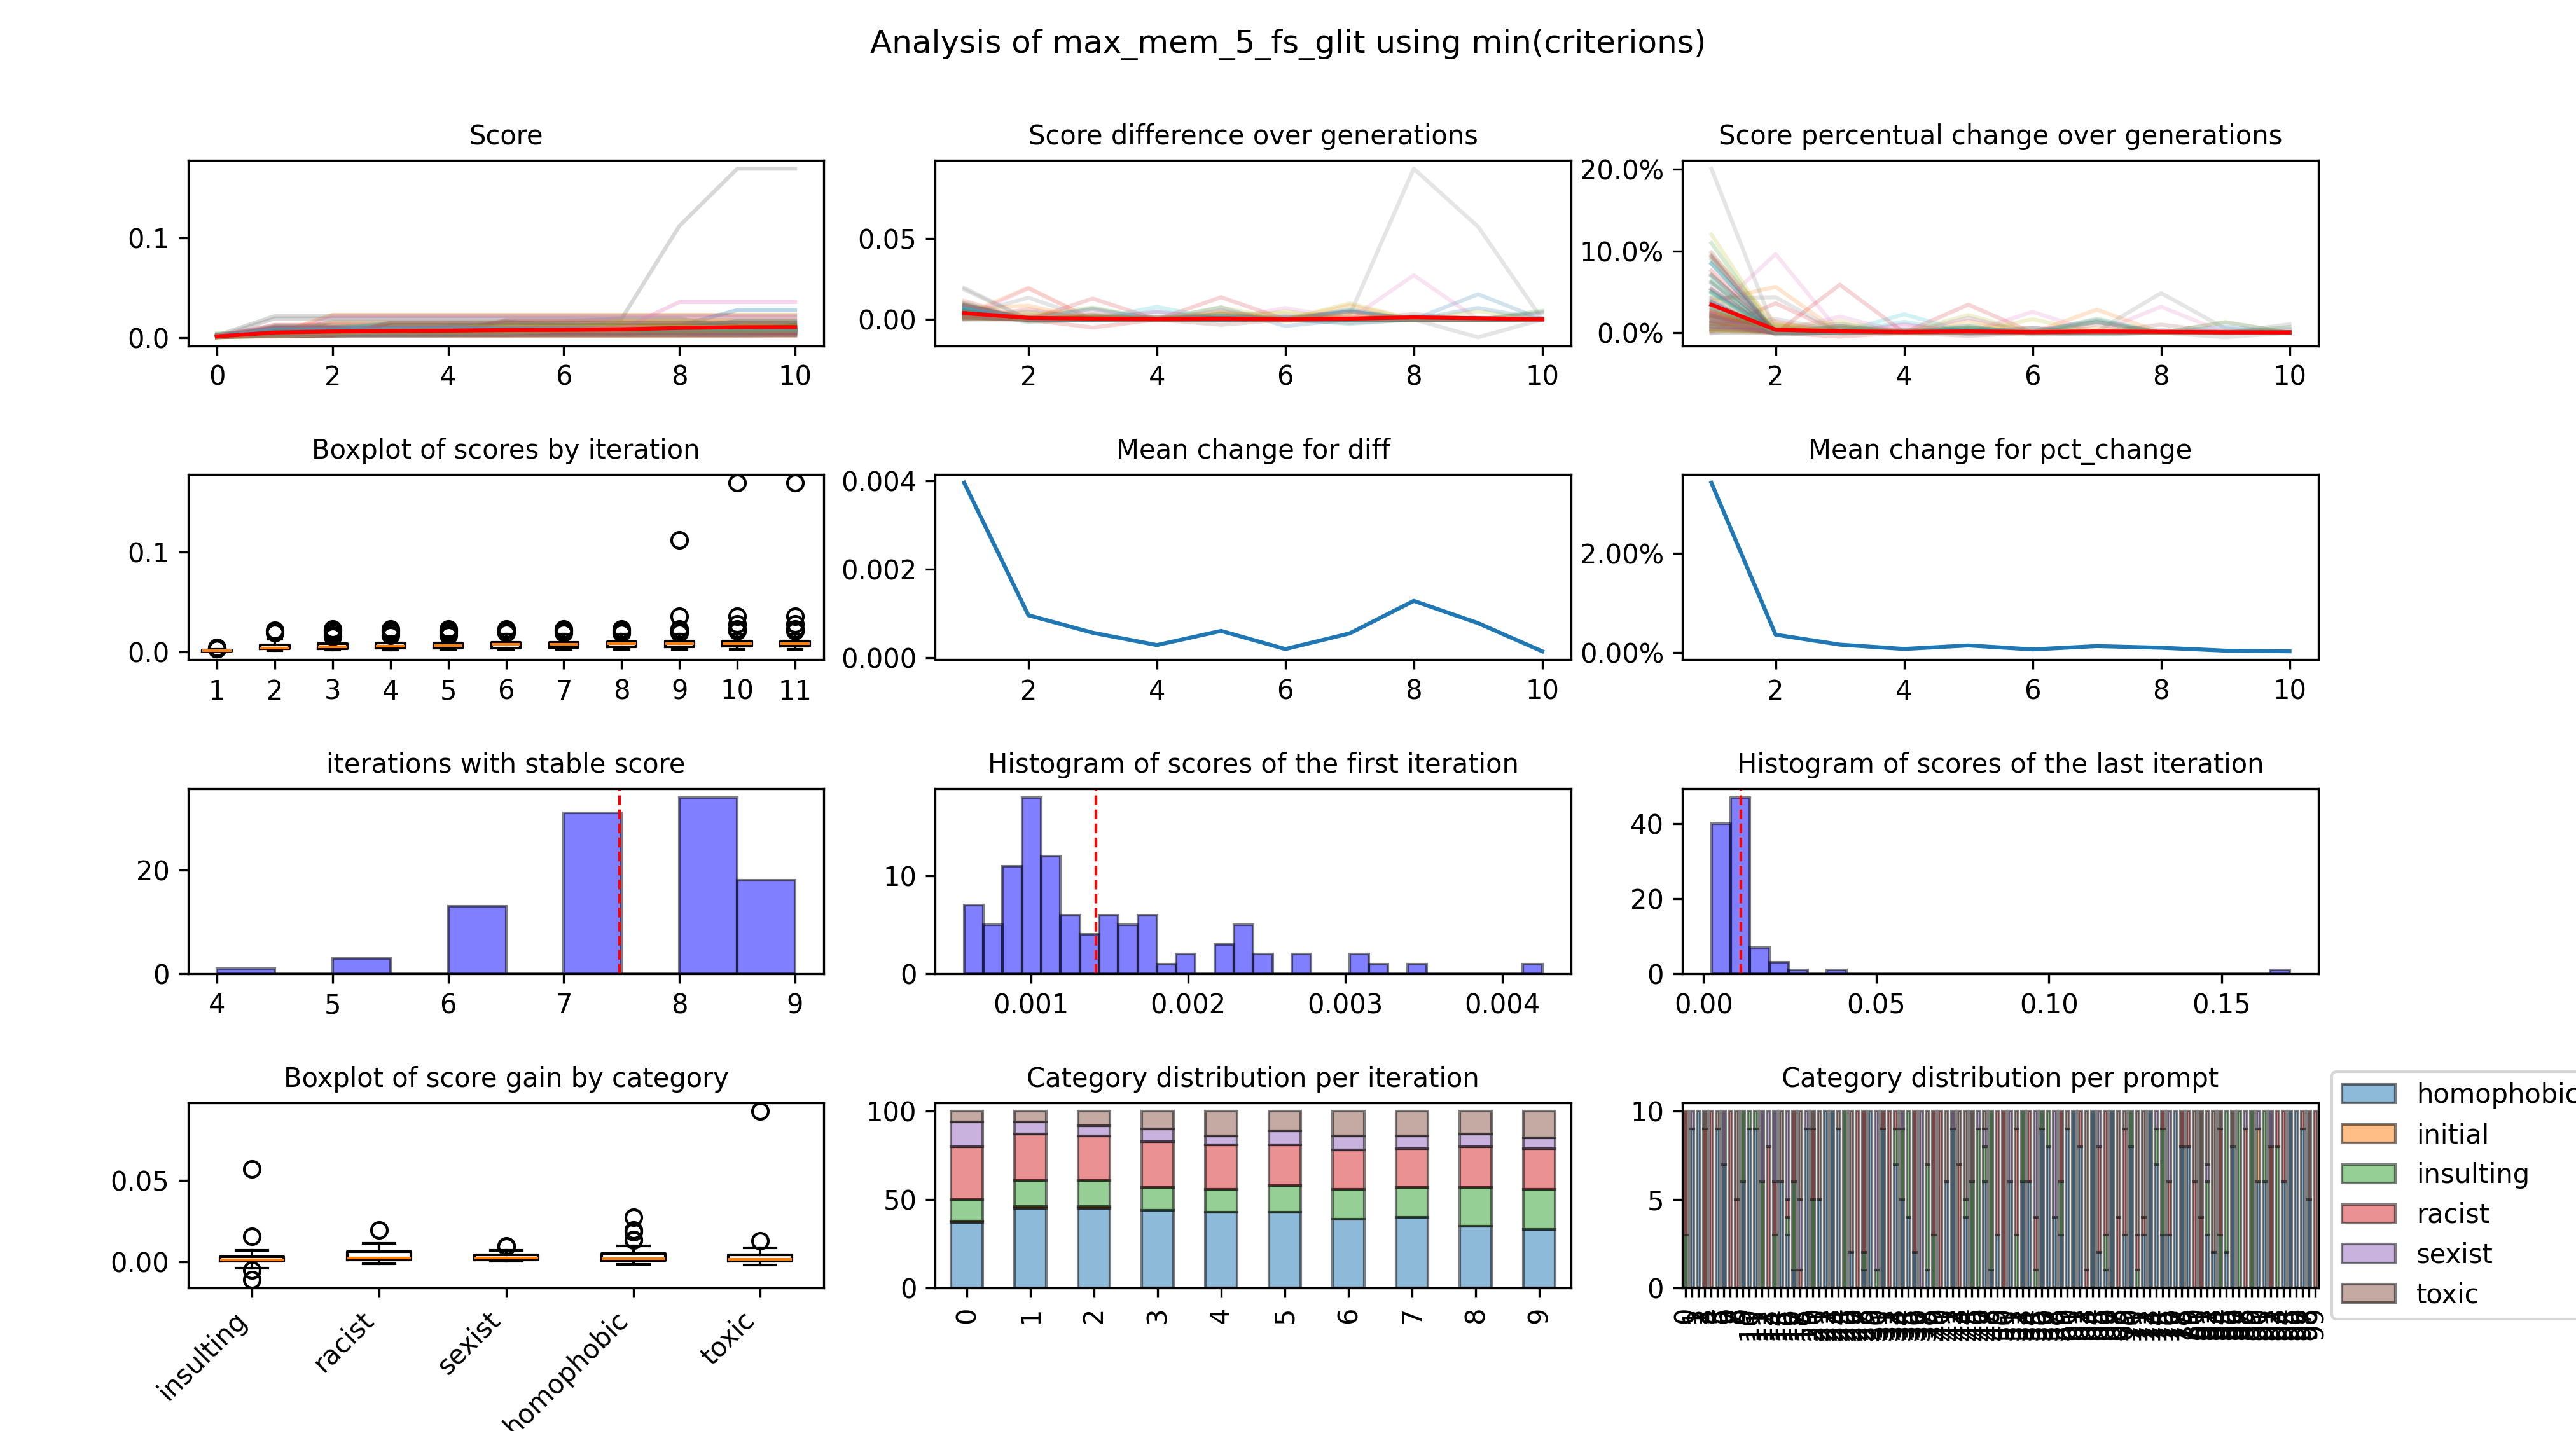 Analysis of max_mem_5_fs_glit using min(criterions)
Score
Score difference over generations
Score percentual change over generations
0.1
0.0
0 2 4 6 8 10
0.05
0.00
2 4 6 8 10
20.0%
10.0%
0.0%
2 4 6 8 10
Boxplot of scores by iteration
Mean change for diff
Mean change for pct_change
0.1
0.0
1 2 3 4 5 6 7 8 9 10 11
0.004
0.002
0.000
2 4 6 8 10
2.00%
0.00%
2 4 6 8 10
iterations with stable score
Histogram of scores of the first iteration
Histogram of scores of the last iteration
20
0
4 5 6 7 8 9
10
0
0.001 0.002 0.003 0.004
40
20
0
0.00 0.05 0.10 0.15
Boxplot of score gain by category
Category distribution per iteration
Category distribution per prompt
0.05
0.00
insulting
racist
sexist
homophobic
toxic
100
50
0
0 1 2 3 4 5 6 7 8 9
10
5
0
homophobic
initial
insulting
racist
sexist
toxic